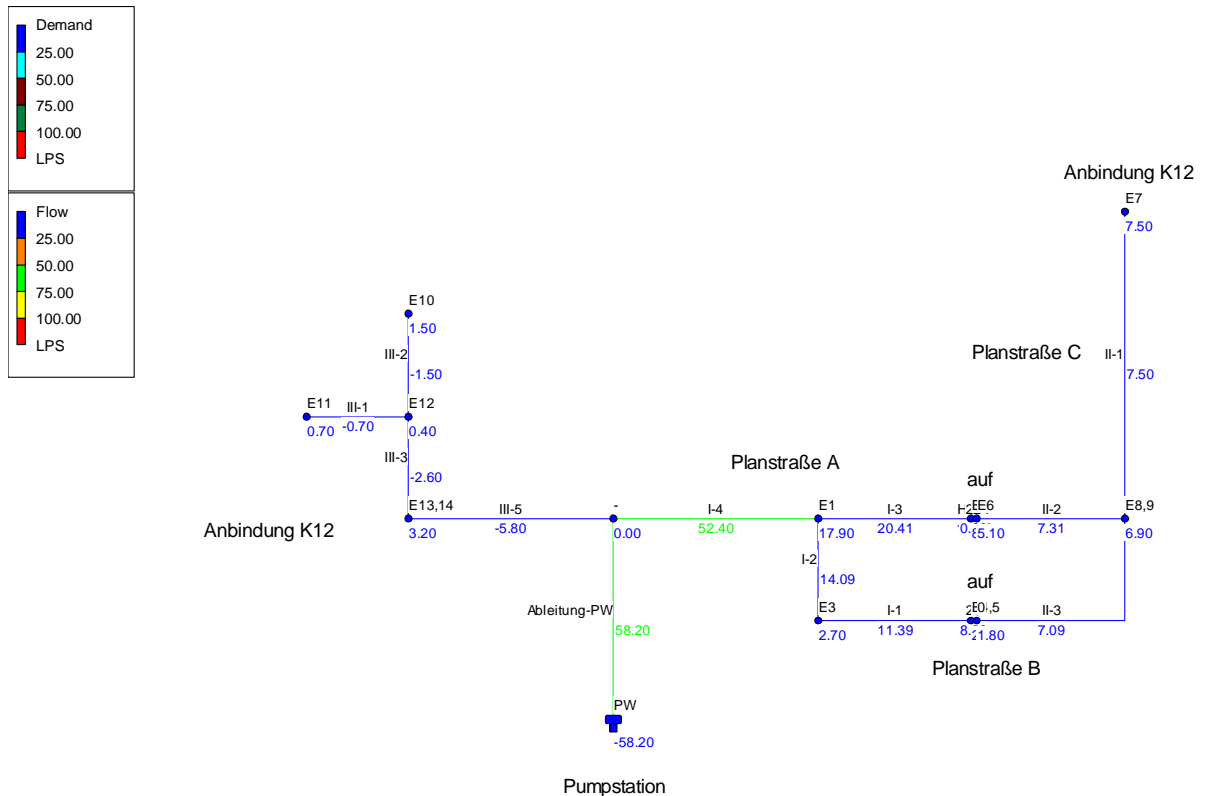 Demand
25.00
50.00
75.00
100.00
LPS
Flow
25.00
50.00
75.00
100.00
LPS
Anbindung K12
E7
7.50
E10
1.50
III-2
Planstraße C
II-1
-1.50
7.50
E11
III-1
E12
0.70
-0.70
0.40
III-3
Planstraße A
-2.60
auf
E13,14
III-5
-
I-4
E1
I-3
E6
II-2
E8,9
Anbindung K12
3.20
-5.80
0.00
52.40
17.90
20.41
7.31
6.90
I-2
14.09
auf
Ableitung-PW
E3
I-1
II-3
58.20
2.70
11.39
7.09
Planstraße B
PW
-58.20
Pumpstation